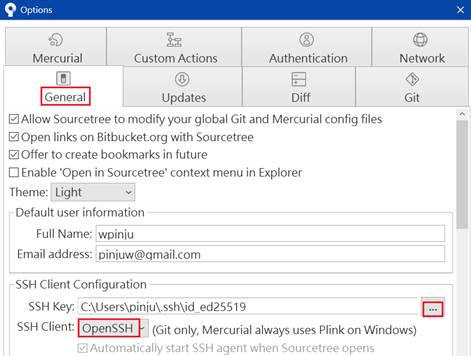 Options
Mercurial
Custom Actions
Authentication
Network
General
Updates
Diff
Git
Allow Sourcetree to modify your global Git and Mercurial config files
Open links on Bitbucket.org with Sourcetree
Offer to create bookmarks in future
Enable 'Open in Sourcetree' context menu in Explorer
Theme: Light
Default user information
Full Name: wpinju
Email address: pinjuw@gmail.com
SSH Client Configuration
SSH Key: C:\Users\pinju\.ssh\id_ed25519 ...
SSH Client: OpenSSH (Git only, Mercurial always uses Plink on Windows)
Automatically start SSH agent when Sourcetree opens